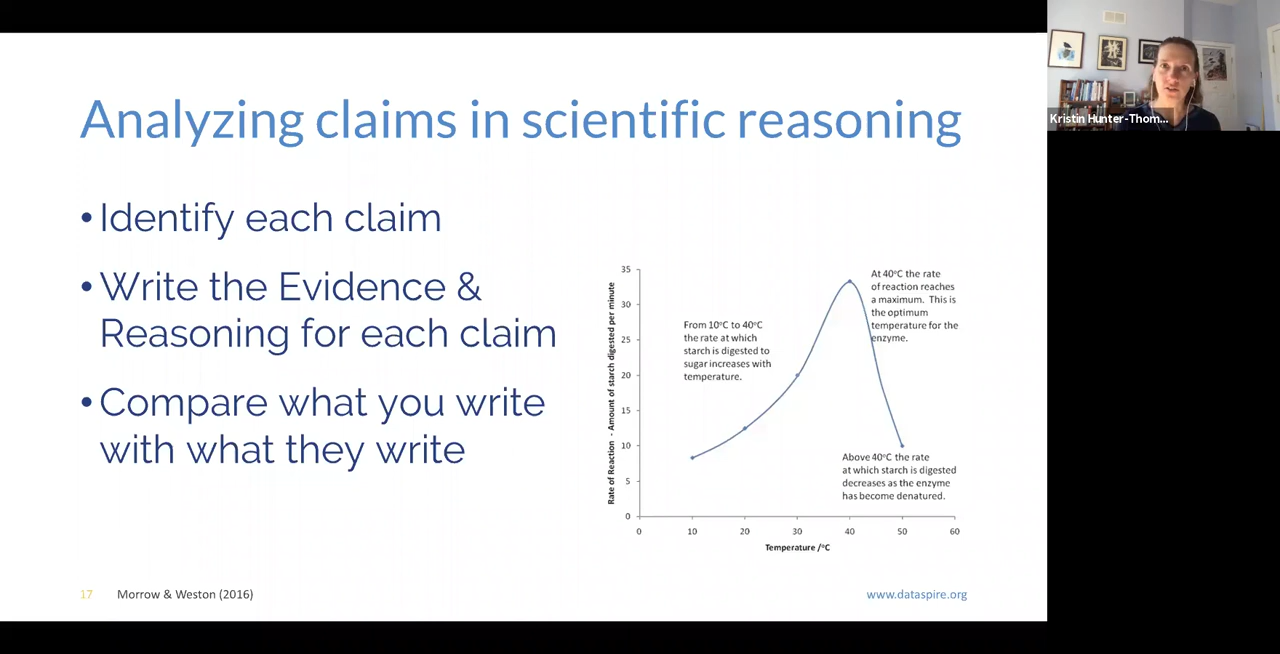 Analyzing claims in scientific reasoning
• Identify each claim
• Write the Evidence &
Reasoning for each claim
• Compare what you write
with what they write
Rate of Reaction - Amount of starch digested per minute
35
30
25
20
15
10
5
0
From 10°C to 40°C
the rate at which
starch is digested to
sugar increases with
temperature.
At 40°C the rate
of reaction reaches
a maximum. This is
the optimum
temperature for the
enzyme.
Above 40°C the rate
at which starch is digested
decreases as the enzyme
has become denatured.
0 10 20 30 40 50 60
Temperature /°C
17 Morrow & Weston (2016)
www.dataspire.org
Kristin Hunter-Thom...